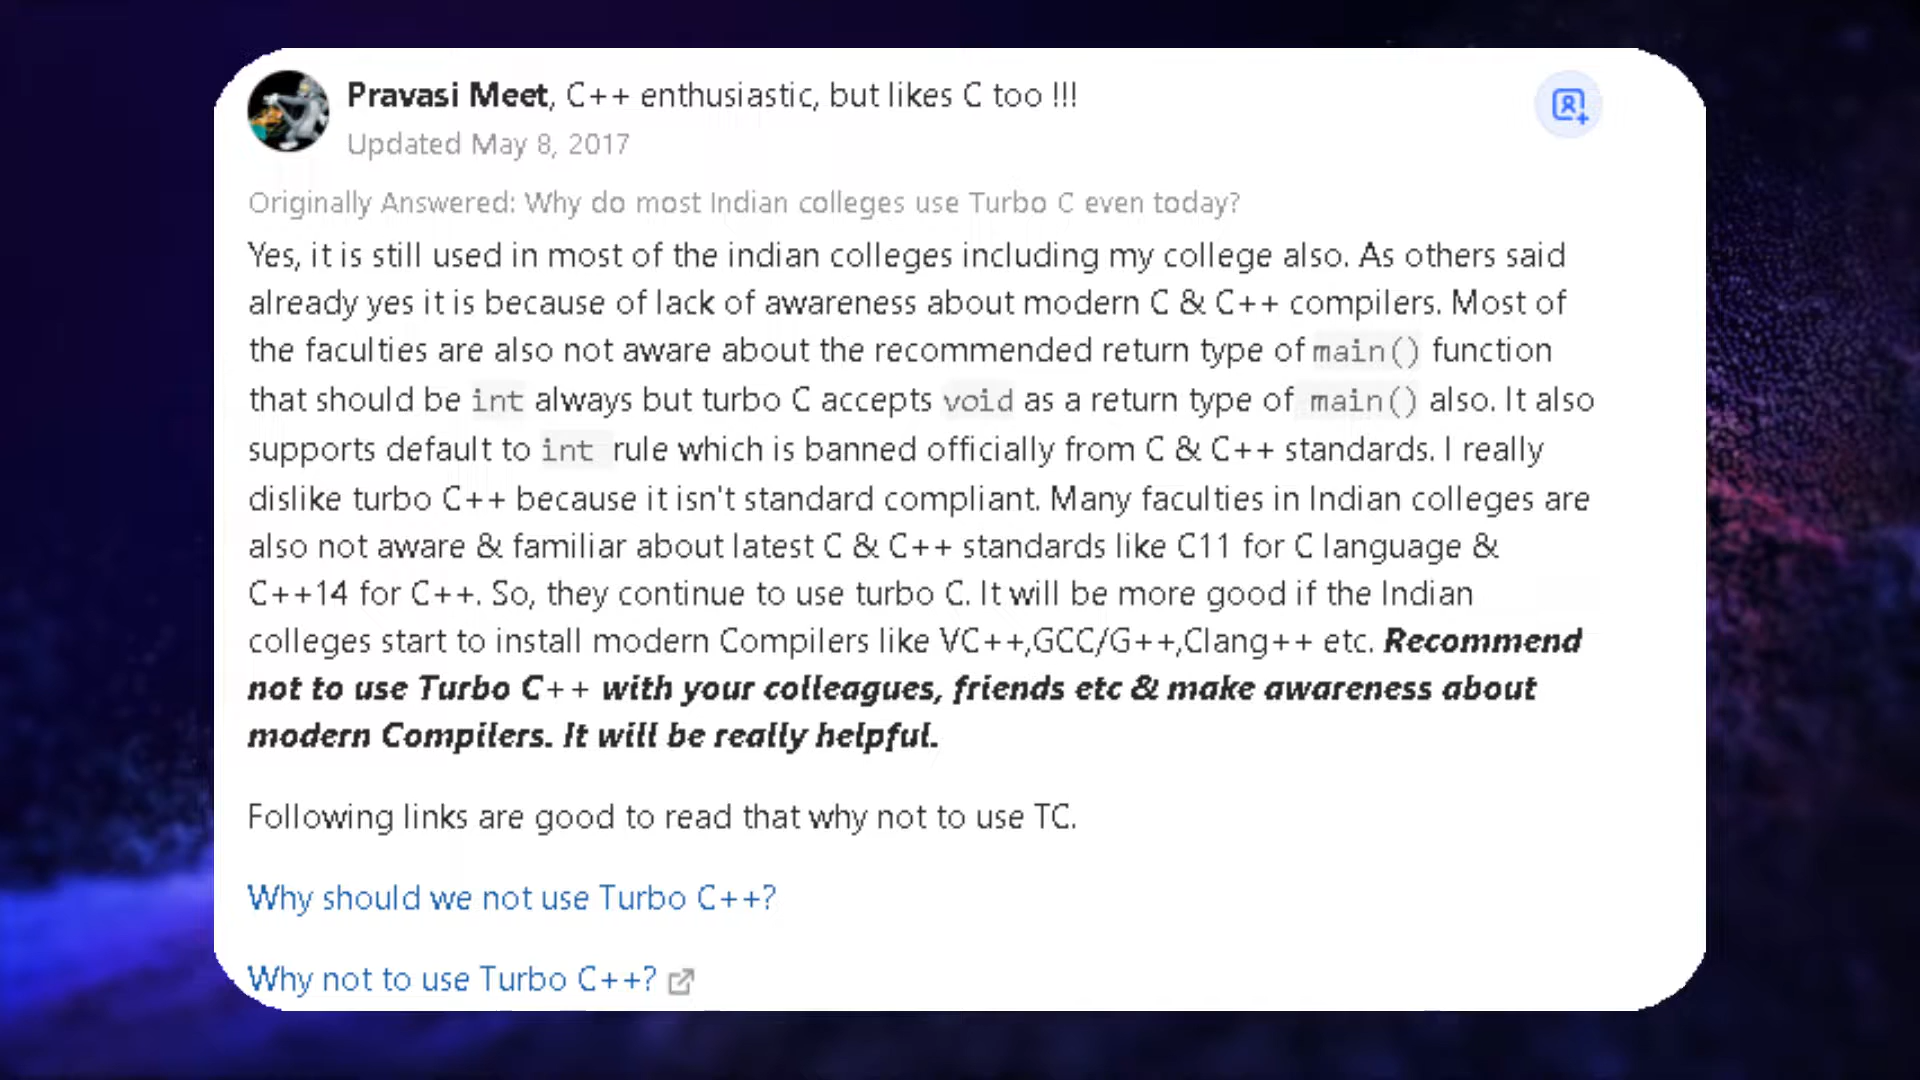 Pravasi Meet, C++ enthusiastic, but likes C too !!!
Updated May 8, 2017
Originally Answered: Why do most Indian colleges use Turbo C even today?
Yes, it is still used in most of the indian colleges including my college also. As others said
already yes it is because of lack of awareness about modern C & C++ compilers. Most of
the faculties are also not aware about the recommended return type of main() function
that should be int always but turbo C accepts void as a return type of main() also. It also
supports default to int rule which is banned officially from C & C++ standards. I really
dislike turbo C++ because it isn't standard compliant. Many faculties in Indian colleges are
also not aware & familiar about latest C & C++ standards like C11 for C language &
C++14 for C++. So, they continue to use turbo C. It will be more good if the Indian
colleges start to install modern Compilers like VC++,GCC/G++,Clang++ etc. Recommend
not to use Turbo C++ with your colleagues, friends etc & make awareness about
modern Compilers. It will be really helpful.
Following links are good to read that why not to use TC.
Why should we not use Turbo C++?
Why not to use Turbo C++?